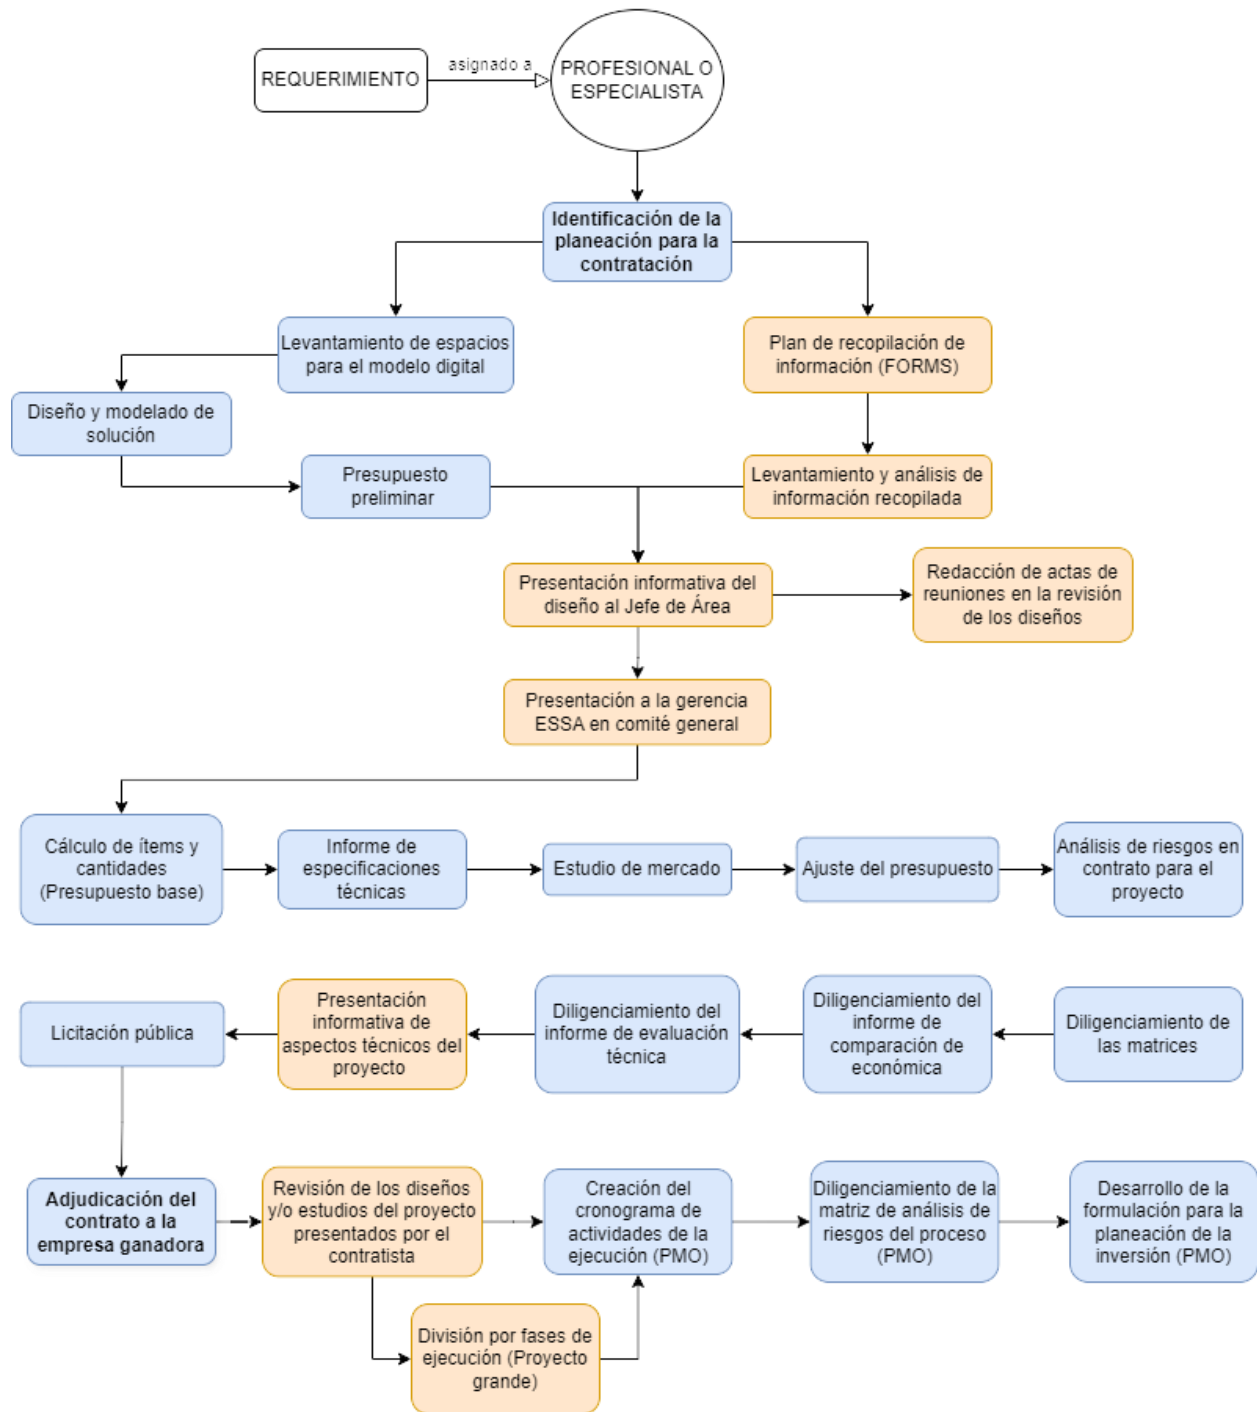 REQUERIMIENTO
asignado a
PROFESIONAL O
ESPECIALISTA
Identificación de la
planeación para la
contratación
Levantamiento de espacios
para el modelo digital
Plan de recopilación de
información (FORMS)
Diseño y modelado de
solución
Presupuesto
preliminar
Levantamiento y análisis de
información recopilada
Presentación informativa del
diseño al Jefe de Área
Redacción de actas de
reuniones en la revisión
de los diseños
Presentación a la gerencia
ESSA en comité general
Cálculo de ítems y
cantidades
(Presupuesto base)
Informe de
especificaciones
técnicas
Estudio de mercado
Ajuste del presupuesto
Análisis de riesgos en
contrato para el
proyecto
Licitación pública
Presentación
informativa de
aspectos técnicos del
proyecto
Diligenciamiento del
informe de evaluación
técnica
Diligenciamiento del
informe de
comparación de
económica
Diligenciamiento de
las matrices
Adjudicación del
contrato a la
empresa ganadora
Revisión de los diseños
y/o estudios del proyecto
presentados por el
contratista
Creación del
cronograma de
actividades de la
ejecución (PMO)
Diligenciamiento de la
matriz de análisis de
riesgos del proceso
(PMO)
Desarrollo de la
formulación para la
planeación de la
inversión (PMO)
División por fases de
ejecución (Proyecto
grande)